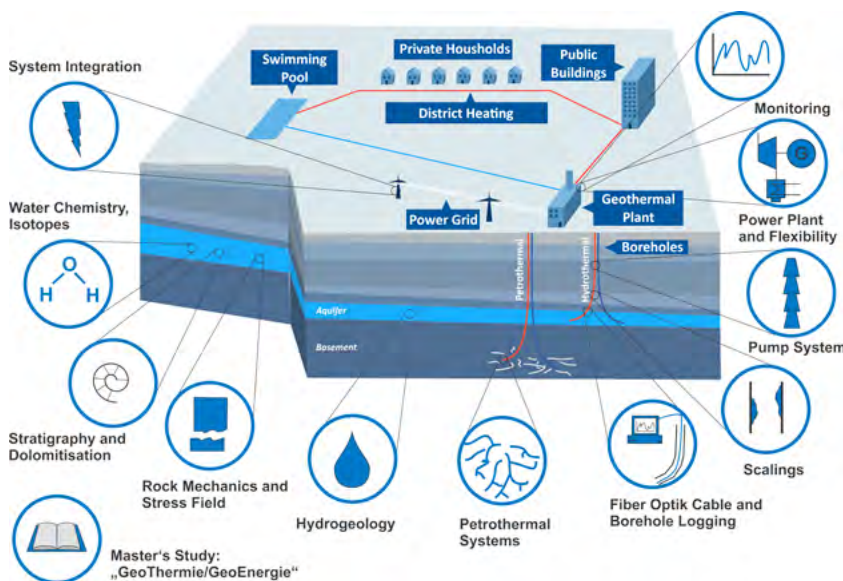 System Integration
Swimming
Pool
Private Housholds
Public
Buildings
District Heating
Monitoring
G
Water Chemistry,
Isotopes
O
H H
Power Grid
Geothermal
Plant
Power Plant
and Flexibility
Boreholes
Petrothermal
Hydrothermal
Aquifer
Basement
Pump System
Stratigraphy and
Dolomitisation
Rock Mechanics and
Stress Field
Hydrogeology
Petrothermal
Systems
Fiber Optik Cable and
Borehole Logging
Scalings
Master's Study:
„GeoThermie/GeoEnergie“